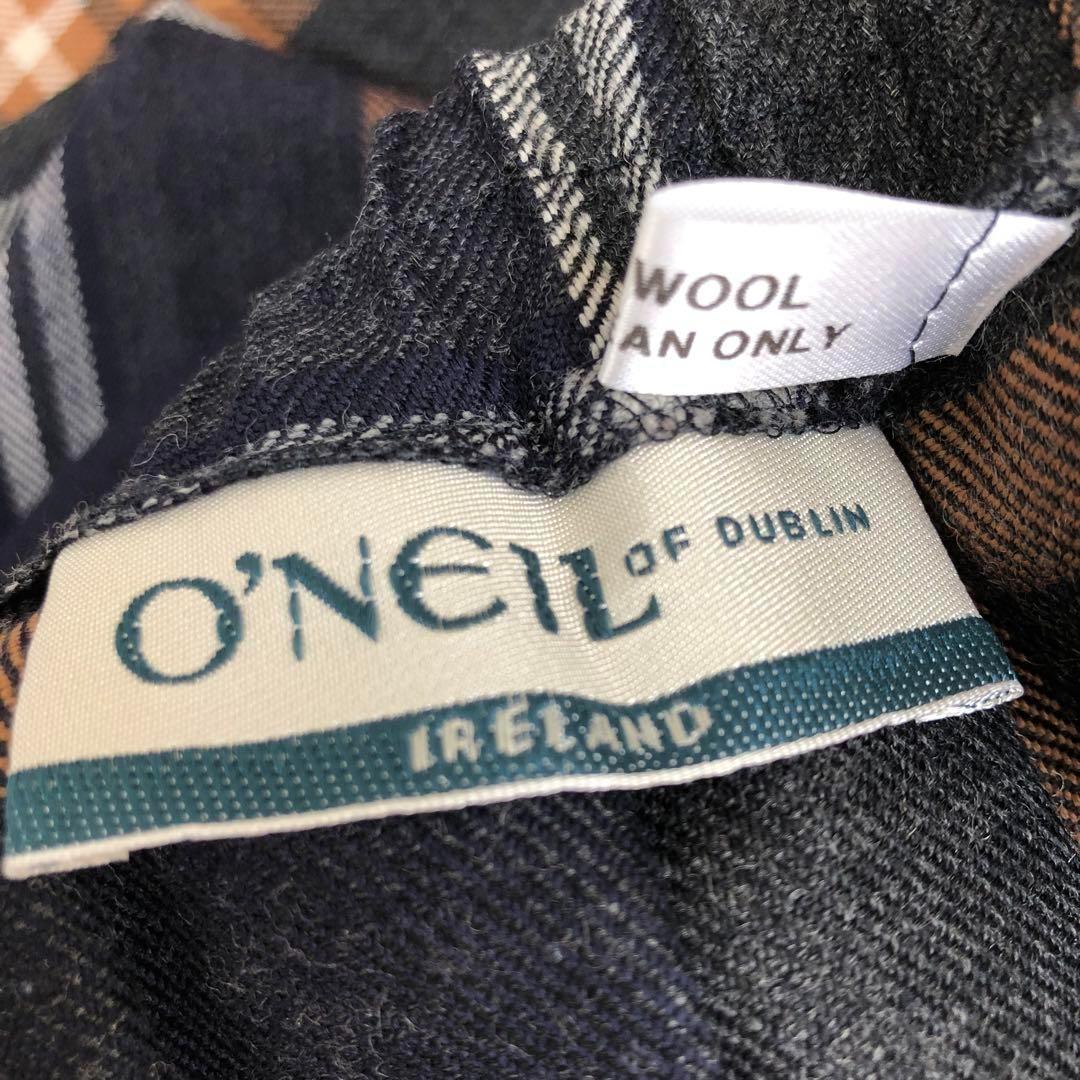 WOOL
AN ONLY
O'NEIL OF DUBLIN
IRELAND